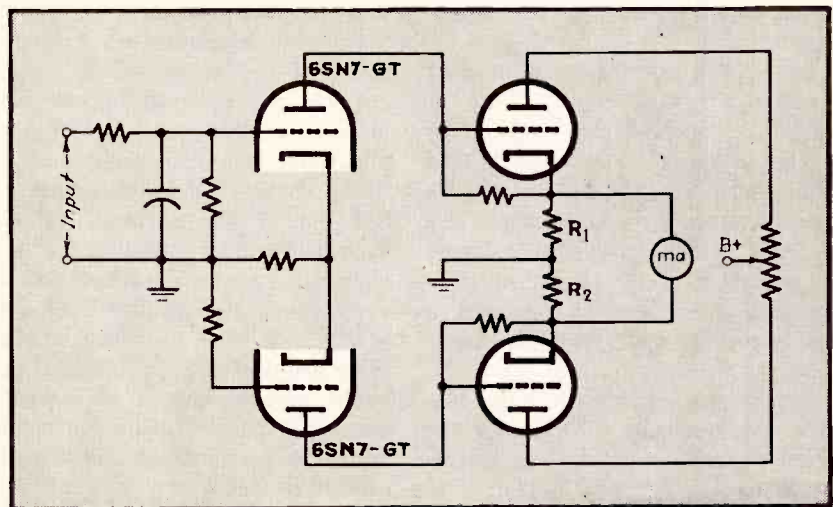 6SN7-GT
Input
R1
ma
B+
R2
6SN7-GT